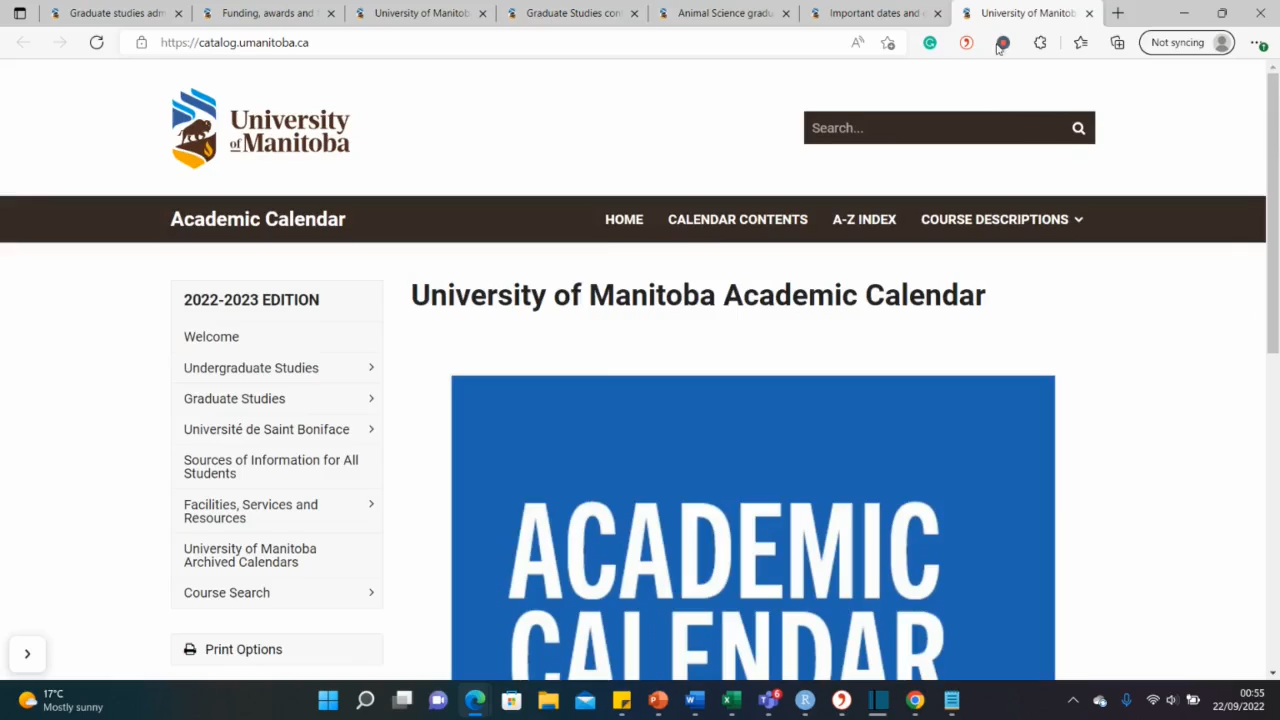 Graduate studies adm
Funding, awards and f
University of Manitob
Graduate Studies con
Animal Science gradu
Important dates and
University of Manitob
https://catalog.umanitoba.ca
Not syncing
University
of Manitoba
Search...
Academic Calendar
HOME
CALENDAR CONTENTS
A-Z INDEX
COURSE DESCRIPTIONS
2022-2023 EDITION
Welcome
Undergraduate Studies
Graduate Studies
Université de Saint Boniface
Sources of Information for All
Students
Facilities, Services and
Resources
University of Manitoba
Archived Calendars
Course Search
Print Options
University of Manitoba Academic Calendar
ACADEMIC
CALENDAR
17°C
Mostly sunny
6
00:55
22/09/2022